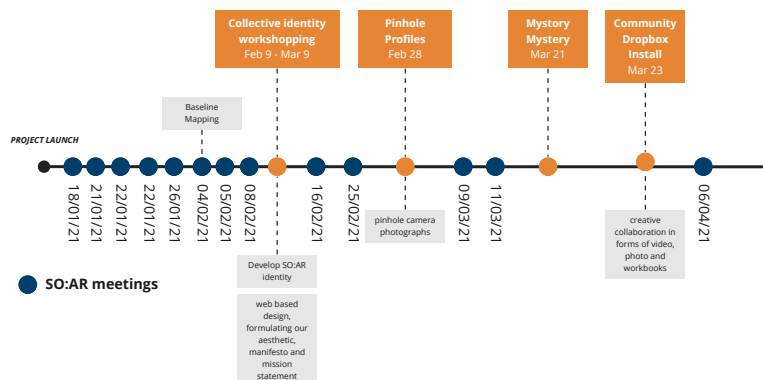 Collective identity
workshopping
Feb 9 - Mar 9
Pinhole
Profiles
Feb 28
Mystory
Mystery
Mar 21
Community
Dropbox
Install
Mar 23
Baseline
Mapping
PROJECT LAUNCH
18/01/21
21/01/21
22/01/21
22/01/21
26/01/21
04/02/21
05/02/21
08/02/21
16/02/21
25/02/21
09/03/21
11/03/21
06/04/21
pinhole camera
photographs
creative
collaboration in
forms of video,
photo and
workbooks
Develop SO:AR
identity
SO:AR meetings
web based
design,
formulating our
aesthetic,
manifesto and
mission
statement